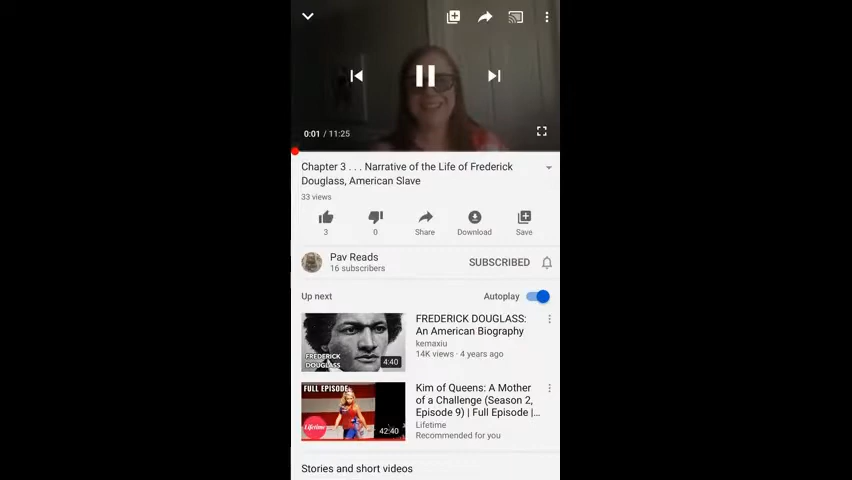 0:01 / 11:25
Chapter 3 . . . Narrative of the Life of Frederick
Douglass, American Slave
33 views
3
0
Share
Download
Save
Pav Reads
16 subscribers
SUBSCRIBED
Up next
Autoplay
FREDERICK
DOUGLASS
4:40
FREDERICK DOUGLASS:
An American Biography
kemaxiu
14K views · 4 years ago
FULL EPISODE
Lifetime
42:40
Kim of Queens: A Mother
of a Challenge (Season 2,
Episode 9) | Full Episode |...
Lifetime
Recommended for you
Stories and short videos